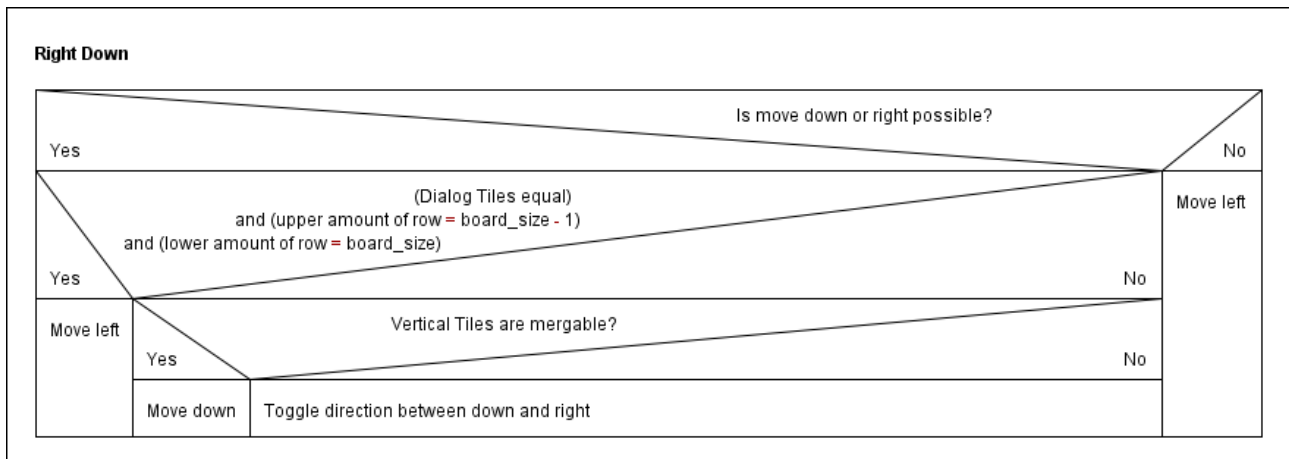 Right Down
Is move down or right possible?
Yes
No
(Dialog Tiles equal)
and (upper amount of row = board_size - 1)
and (lower amount of row = board_size)
Move left
Yes
No
Move left
Vertical Tiles are mergable?
Yes
No
Move down
Toggle direction between down and right